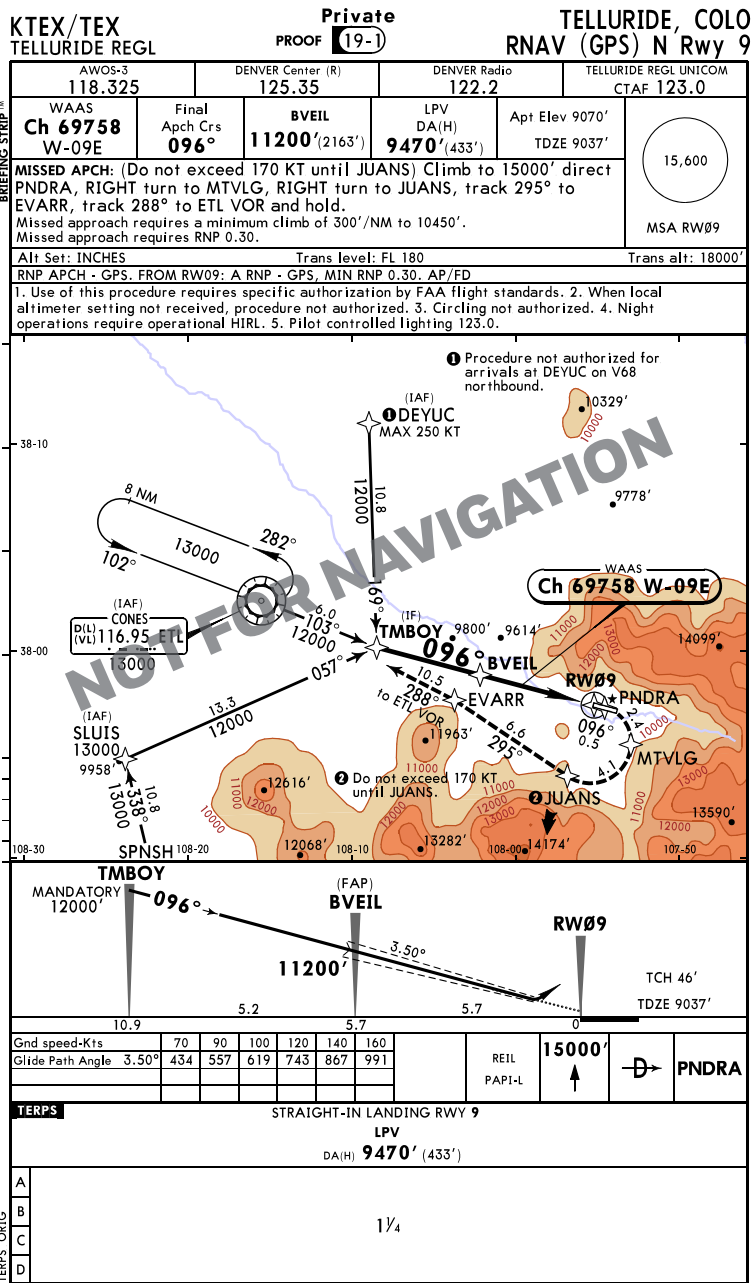 KTEX/TEX
TELLURIDE REGL
Private
PROOF 19-1
TELLURIDE, COLO
RNAV (GPS) N Rwy 9
BRIEFING STRIP™
AWOS-3
118.325
DENVER Center (R)
125.35
DENVER Radio
122.2
TELLURIDE REGL UNICOM
CTAF 123.0
WAAS
Ch 69758
W-09E
Final
Apch Crs
096°
BVEIL
11200'(2163')
LPV
DA(H)
9470'(433')
Apt Elev 9070'
TDZE 9037'
15,600
MSA RW09
MISSED APCH: (Do not exceed 170 KT until JUANS) Climb to 15000' direct
PNDRA, RIGHT turn to MTVLG, RIGHT turn to JUANS, track 295° to
EVARR, track 288° to ETL VOR and hold.
Missed approach requires a minimum climb of 300'/NM to 10450'.
Missed approach requires RNP 0.30.
Alt Set: INCHES
Trans level: FL 180
Trans alt: 18000'
RNP APCH - GPS. FROM RW09: A RNP - GPS, MIN RNP 0.30. AP/FD
1. Use of this procedure requires specific authorization by FAA flight standards. 2. When local
altimeter setting not received, procedure not authorized. 3. Circling not authorized. 4. Night
operations require operational HIRL. 5. Pilot controlled lighting 123.0.
1 Procedure not authorized for
arrivals at DEYUC on V68
northbound.
(IAF)
1 DEYUC
MAX 250 KT
10329'
10000
38-10
10.8
12000
169°
9778'
8 NM
13000
282°
102°
NOT FOR NAVIGATION
WAAS
Ch 69758 W-09E
(IAF)
CONES
D(L)
(VL) 116.95 ETL
13000
6.0
103°
12000
(IF)
TMBOY
9800'
9614'
11000
12000
13000
14099'
38-00
096°
BVEIL
057°
10.5
288°
to ETL VOR
EVARR
RW09
PNDRA
096°
0.5
2.4
10000
13.3
12000
6.6
295°
11963'
MTVLG
4.1
(IAF)
SLUIS
13000
9958'
10.8
338°
13000
12616'
11000
12000
10000
2 Do not exceed 170 KT
until JUANS.
11000
11000
12000
13000
2 JUANS
11000
13000
12000
13590'
12000
SPNSH
12068'
13282'
14174'
108-30
108-20
108-10
108-00
107-50
TMBOY
MANDATORY
12000'
096°
(FAP)
BVEIL
11200'
3.50°
RW09
TCH 46'
TDZE 9037'
5.2
5.7
10.9
5.7
0
Gnd speed-Kts 70 90 100 120 140 160
Glide Path Angle 3.50° 434 557 619 743 867 991
REIL
PAPI-L
15000'
D
PNDRA
TERPS
STRAIGHT-IN LANDING RWY 9
LPV
DA(H) 9470' (433')
A
B
C
D
1¼
TERPS ORIG